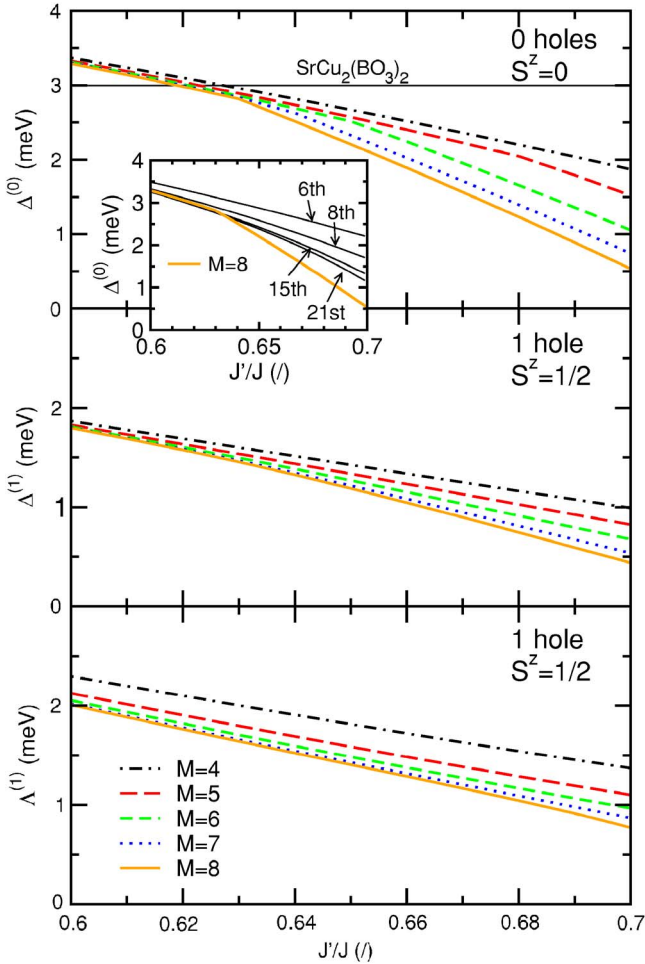 4
3
2
1
0
Δ(0) (meV)
SrCu2(BO3)2
0 holes
S^z=0
4
3
2
1
0
Δ(0) (meV)
6th
8th
15th
21st
M=8
0.6
0.65
0.7
J'/J (/)
2
1
0
Δ(1) (meV)
1 hole
S^z=1/2
2
1
0
Λ(1) (meV)
1 hole
S^z=1/2
M=4
M=5
M=6
M=7
M=8
0.6
0.62
0.64
0.66
0.68
0.7
J'/J (/)